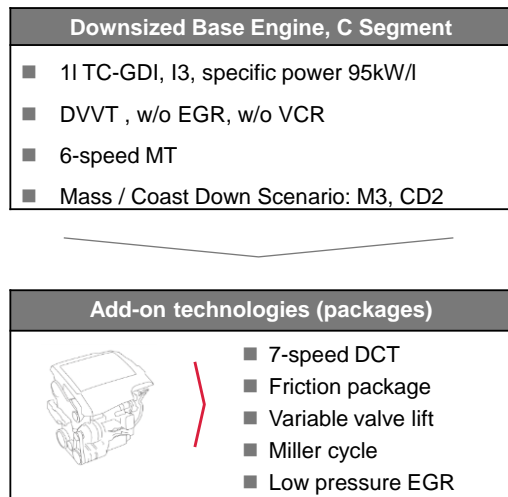 Downsized Base Engine, C Segment
1l TC-GDI, I3, specific power 95kW/l
DVVT , w/o EGR, w/o VCR
6-speed MT
Mass / Coast Down Scenario: M3, CD2
Add-on technologies (packages)
7-speed DCT
Friction package
Variable valve lift
Miller cycle
Low pressure EGR